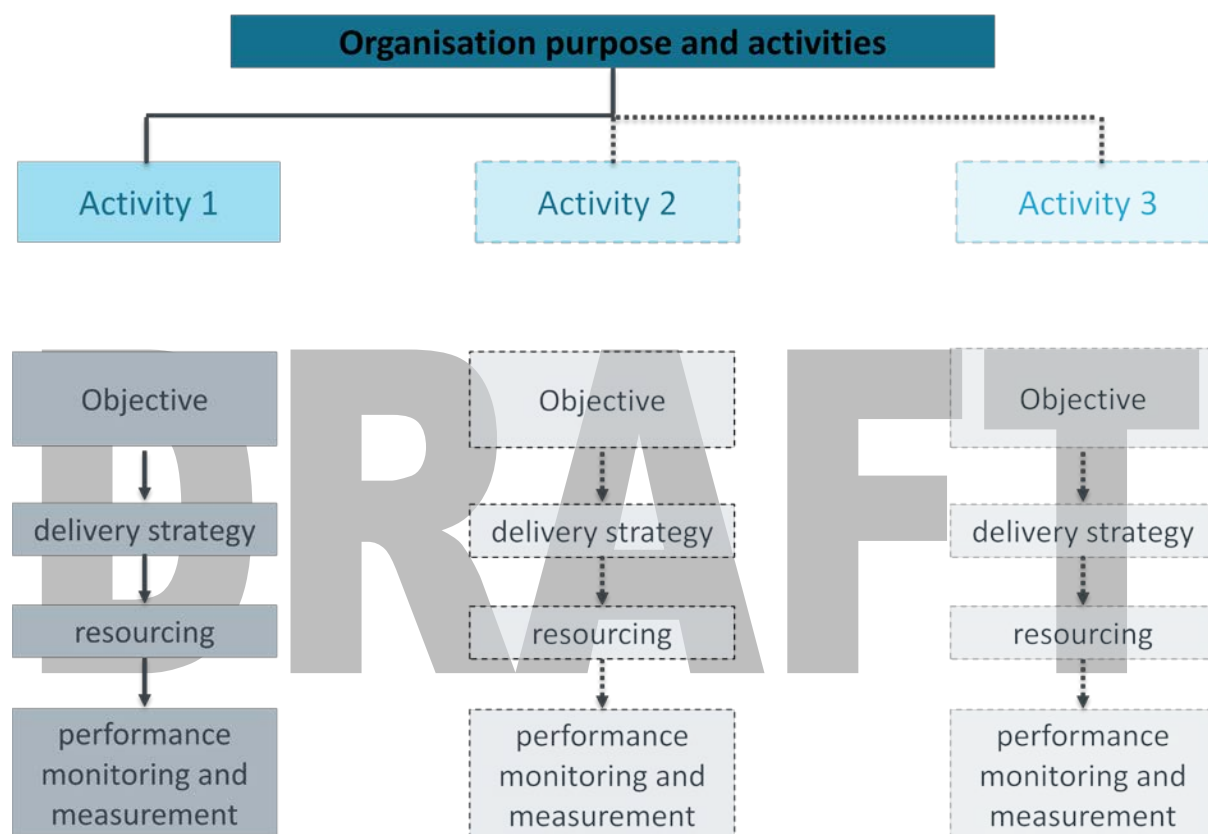 Organisation purpose and activities
Activity 1
Activity 2
Activity 3
DRAFT
Objective
delivery strategy
resourcing
performance
monitoring and
measurement
Objective
delivery strategy
resourcing
performance
monitoring and
measurement
Objective
delivery strategy
resourcing
performance
monitoring and
measurement